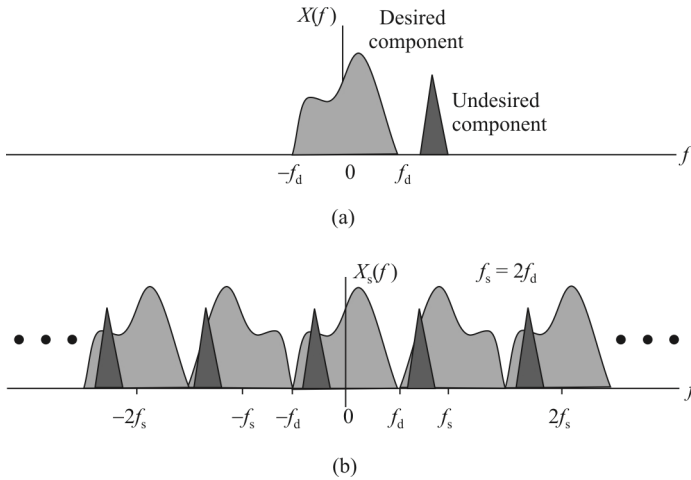 X(f)
Desired
component
Undesired
component
f
−f_d 0 f_d
(a)
X_s(f)
f_s = 2f_d
f
−2f_s −f_s −f_d 0 f_d f_s 2f_s
(b)